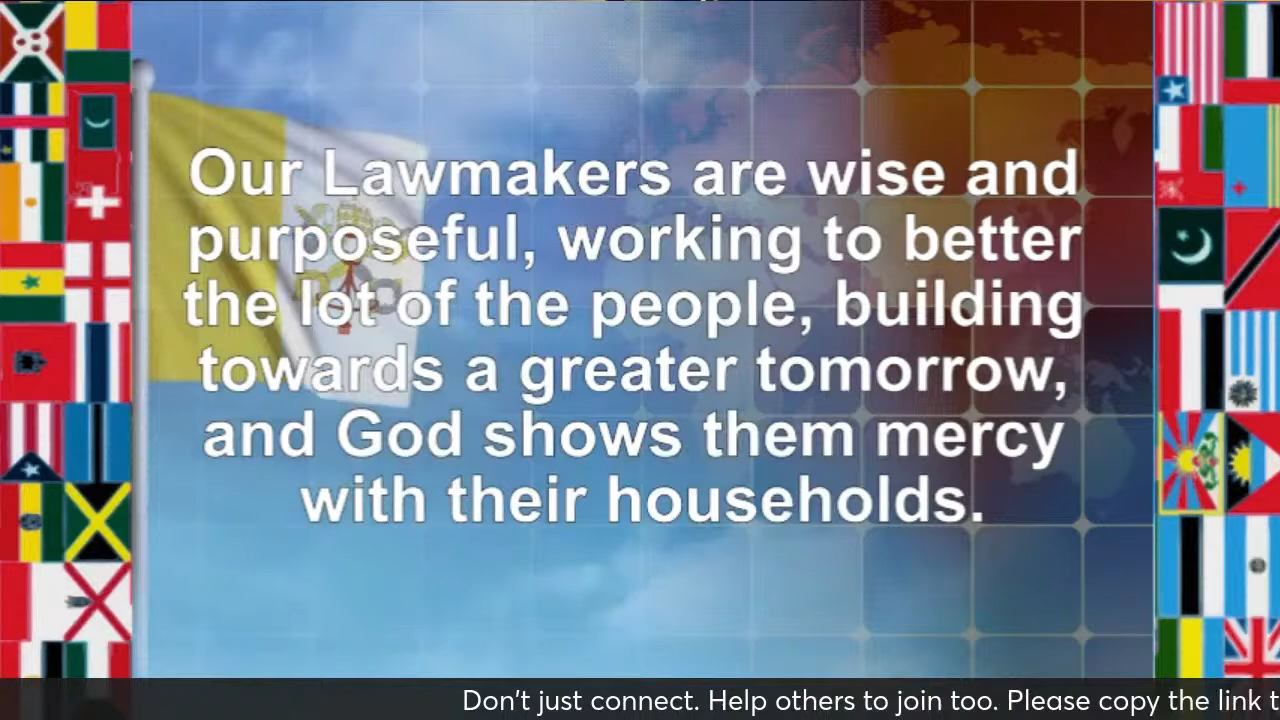 Our Lawmakers are wise and
purposeful, working to better
the lot of the people, building
towards a greater tomorrow,
and God shows them mercy
with their households.
Don't just connect. Help others to join too. Please copy the link